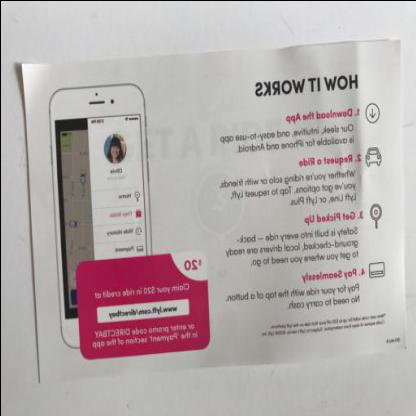 HOW IT WORKS
1. Download the App
Our sleek, intuitive, and easy-to-use app
is available for iPhone and Android.
2. Request a Ride
Whether you're riding solo or with friends,
you've got options. Tap to request Lyft,
Lyft Line, or Lyft Plus.
3. Get Picked Up
Safety is built into every ride — back-
ground-checked, local drivers are ready
to get you where you need to go.
4. Pay Seamlessly
Pay for your ride with the tap of a button.
No need to carry cash.
Olivia
Home
Free Rides
Ride History
Payment
$20
Claim your $20 in ride credit at
www.lyft.com/directbay
or enter promo code DIRECTBAY
in the 'Payment' section of the app